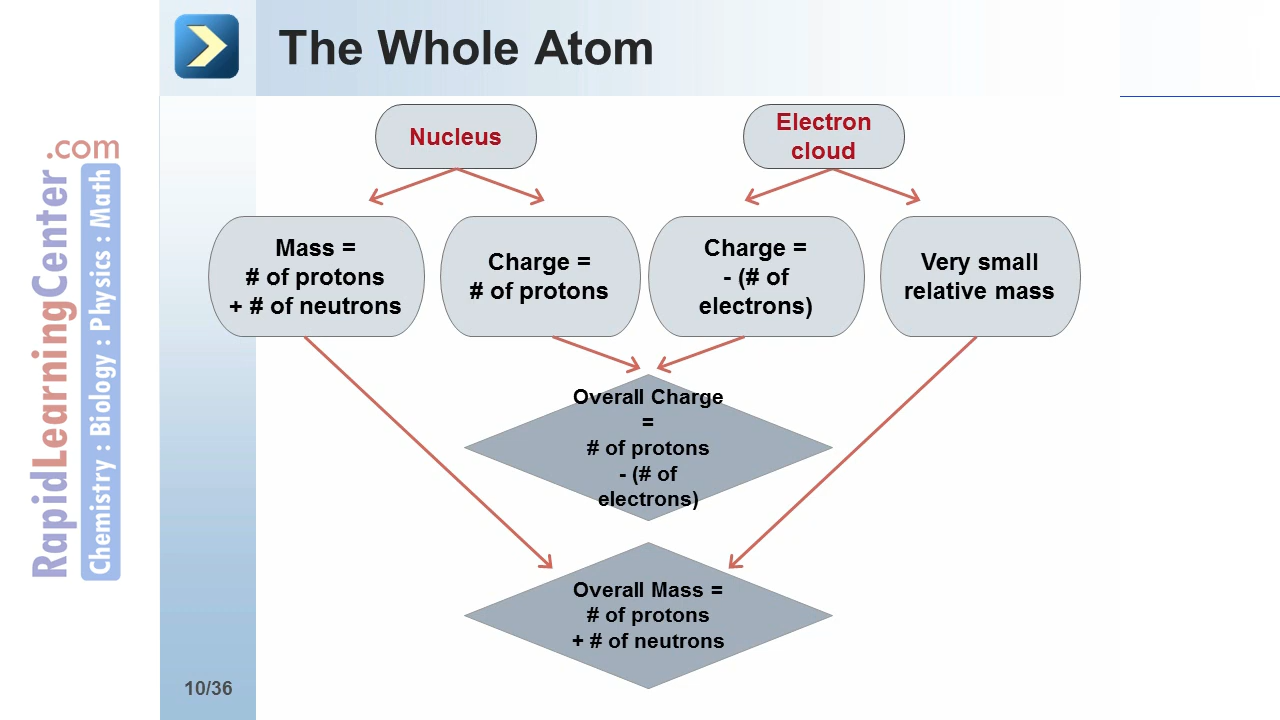 The Whole Atom
Nucleus
Electron
cloud
Mass =
# of protons
+ # of neutrons
Charge =
# of protons
Charge =
- (# of
electrons)
Very small
relative mass
Overall Charge
=
# of protons
- (# of
electrons)
Overall Mass =
# of protons
+ # of neutrons
RapidLearningCenter.com
Chemistry : Biology : Physics : Math
10/36